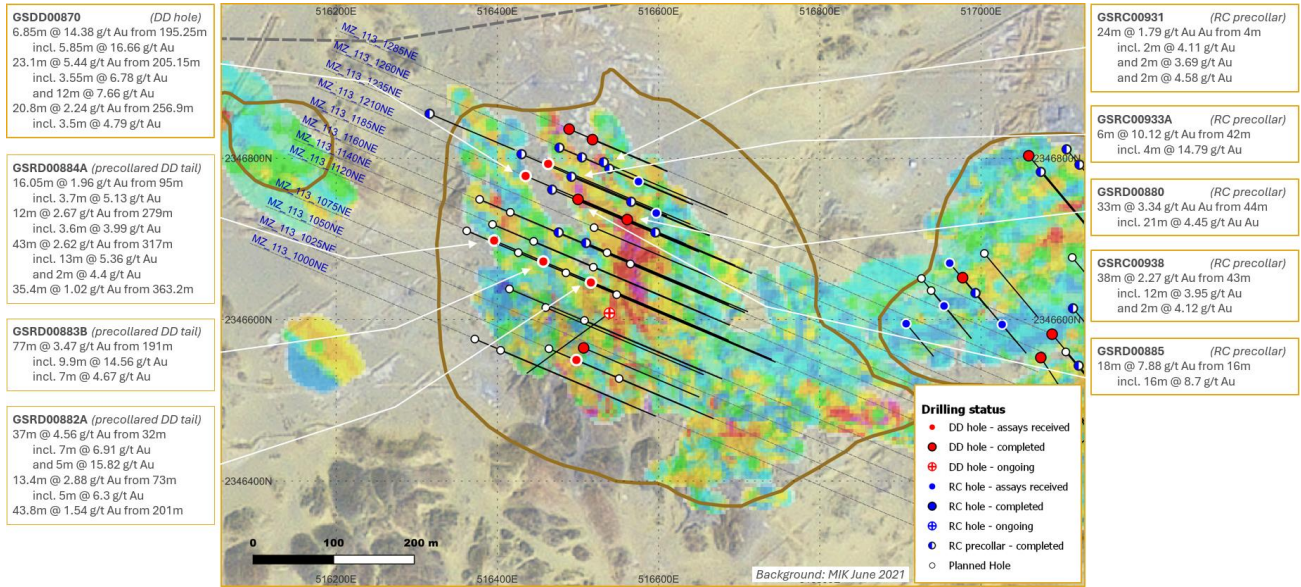 GSDD00870 (DD hole)
6.85m @ 14.38 g/t Au from 195.25m
incl. 5.85m @ 16.66 g/t Au
23.1m @ 5.44 g/t Au from 205.15m
incl. 3.55m @ 6.78 g/t Au
and 12m @ 7.66 g/t Au
20.8m @ 2.24 g/t Au from 256.9m
incl. 3.5m @ 4.79 g/t Au
GSRD00884A (precollared DD tail)
16.05m @ 1.96 g/t Au from 95m
incl. 3.7m @ 5.13 g/t Au
12m @ 2.67 g/t Au from 279m
incl. 3.6m @ 3.99 g/t Au
43m @ 2.62 g/t Au from 317m
incl. 13m @ 5.36 g/t Au
and 2m @ 4.4 g/t Au
35.4m @ 1.02 g/t Au from 363.2m
GSRD00883B (precollared DD tail)
77m @ 3.47 g/t Au from 191m
incl. 9.9m @ 14.56 g/t Au
incl. 7m @ 4.67 g/t Au
GSRD00882A (precollared DD tail)
37m @ 4.56 g/t Au from 32m
incl. 7m @ 6.91 g/t Au
and 5m @ 15.82 g/t Au
13.4m @ 2.88 g/t Au from 73m
incl. 5m @ 6.3 g/t Au
43.8m @ 1.54 g/t Au from 201m
516400E
516600E
516800E
517000E
MZ_113_1285NE
MZ_113_1260NE
MZ_113_1235NE
MZ_113_1210NE
MZ_113_1185NE
MZ_113_1160NE
MZ_113_1140NE
MZ_113_1120NE
MZ_113_1075NE
MZ_113_1050NE
MZ_113_1025NE
MZ_113_1000NE
2346800N
2346800N
2346600N
2346600N
2346400N
0 100 200 m
516200E
516400E
516600E
Background: MIK June 2021
Drilling status
DD hole - assays received
DD hole - completed
DD hole - ongoing
RC hole - assays received
RC hole - completed
RC hole - ongoing
RC precollar - completed
Planned Hole
GSRC00931 (RC precollar)
24m @ 1.79 g/t Au Au from 4m
incl. 2m @ 4.11 g/t Au
and 2m @ 3.69 g/t Au
and 2m @ 4.58 g/t Au
GSRC00933A (RC precollar)
6m @ 10.12 g/t Au from 42m
incl. 4m @ 14.79 g/t Au
GSRD00880 (RC precollar)
33m @ 3.34 g/t Au from 44m
incl. 21m @ 4.45 g/t Au
GSRC00938 (RC precollar)
38m @ 2.27 g/t Au from 43m
incl. 12m @ 3.95 g/t Au
and 2m @ 4.12 g/t Au
GSRD00885 (RC precollar)
18m @ 7.88 g/t Au from 16m
incl. 16m @ 8.7 g/t Au